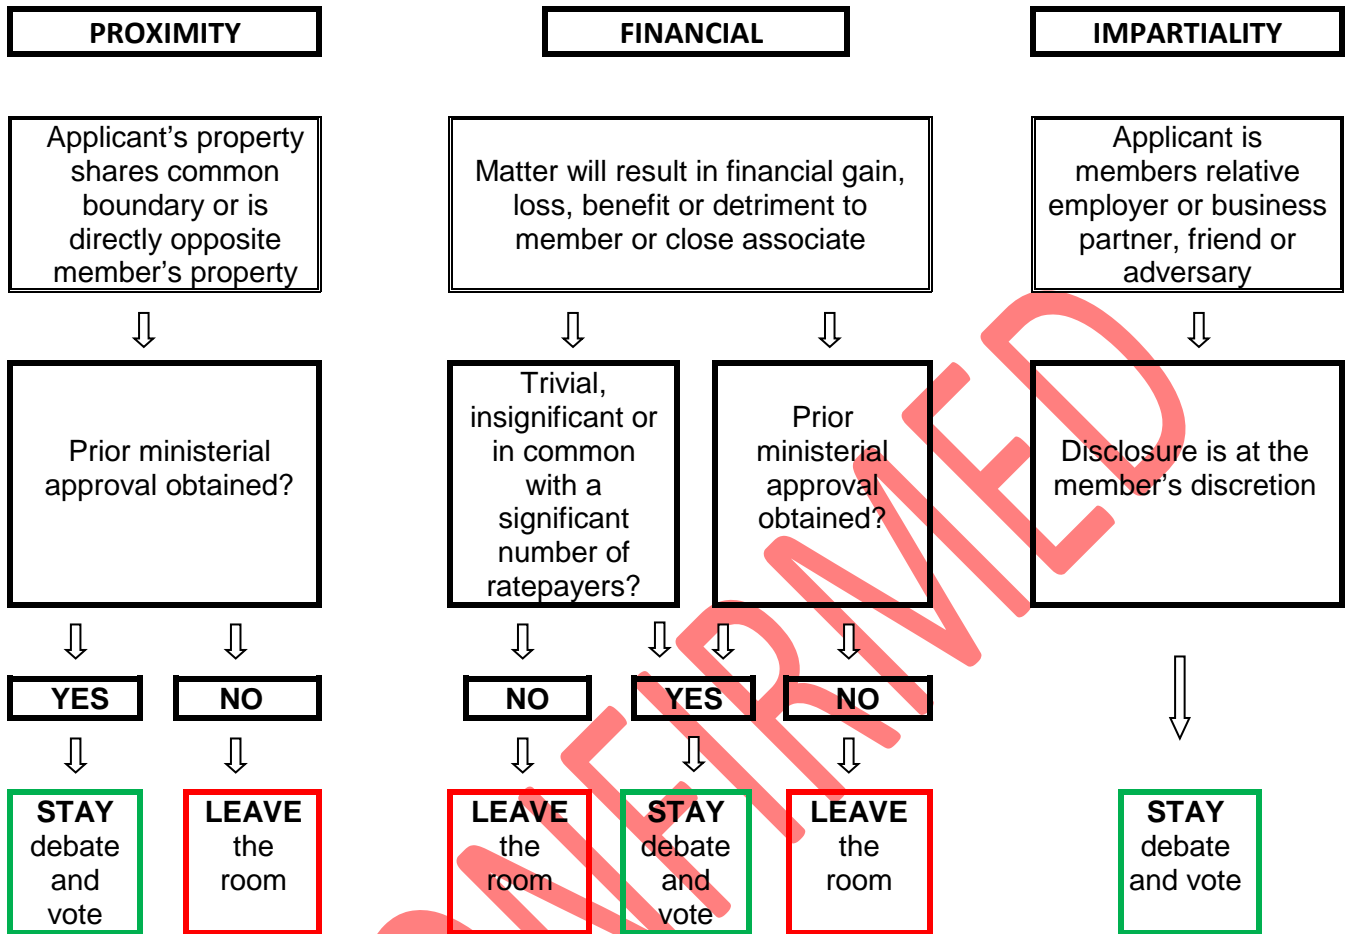 PROXIMITY
FINANCIAL
IMPARTIALITY
Applicant's property
shares common
boundary or is
directly opposite
member's property
Matter will result in financial gain,
loss, benefit or detriment to
member or close associate
Applicant is
members relative
employer or business
partner, friend or
adversary
Prior ministerial
approval obtained?
Trivial,
insignificant or
in common
with a
significant
number of
ratepayers?
Prior
ministerial
approval
obtained?
Disclosure is at the
member's discretion
YES
NO
NO
YES
NO
STAY
debate
and
vote
LEAVE
the
room
LEAVE
the
room
STAY
debate
and
vote
LEAVE
the
room
STAY
debate
and vote
ONFIRMED